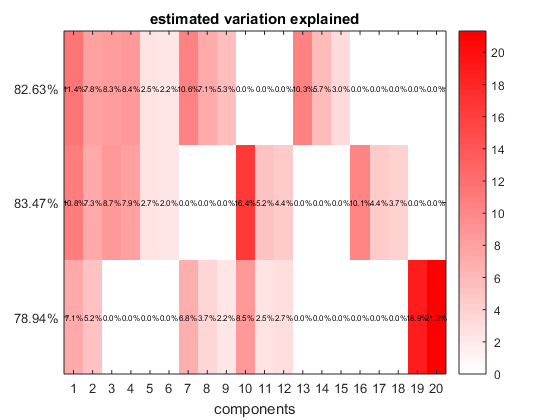 estimated variation explained
82.63% 11.4% 7.8% 8.3% 8.4% 2.5% 2.2% 10.6% 7.1% 5.3% 0.0% 0.0% 0.0% 10.3% 5.7% 3.0% 0.0% 0.0% 0.0% 0.0% 0.0%
83.47% 10.8% 7.3% 8.7% 7.9% 2.7% 2.0% 0.0% 0.0% 0.0% 16.4% 5.2% 4.4% 0.0% 0.0% 0.0% 10.1% 4.4% 3.7% 0.0% 0.0%
78.94% 7.1% 5.2% 0.0% 0.0% 0.0% 0.0% 6.8% 3.7% 2.2% 8.5% 2.5% 2.7% 0.0% 0.0% 0.0% 0.0% 0.0% 0.0% 18.9% 21.3%
1 2 3 4 5 6 7 8 9 10 11 12 13 14 15 16 17 18 19 20
components
20
18
16
14
12
10
8
6
4
2
0